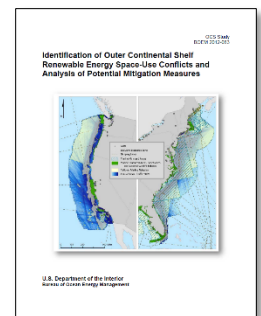 OCS Study
BOEM 2012-083
Identification of Outer Continental Shelf
Renewable Energy Space-Use Conflicts and
Analysis of Potential Mitigation Measures
U.S. Department of the Interior
Bureau of Ocean Energy Management